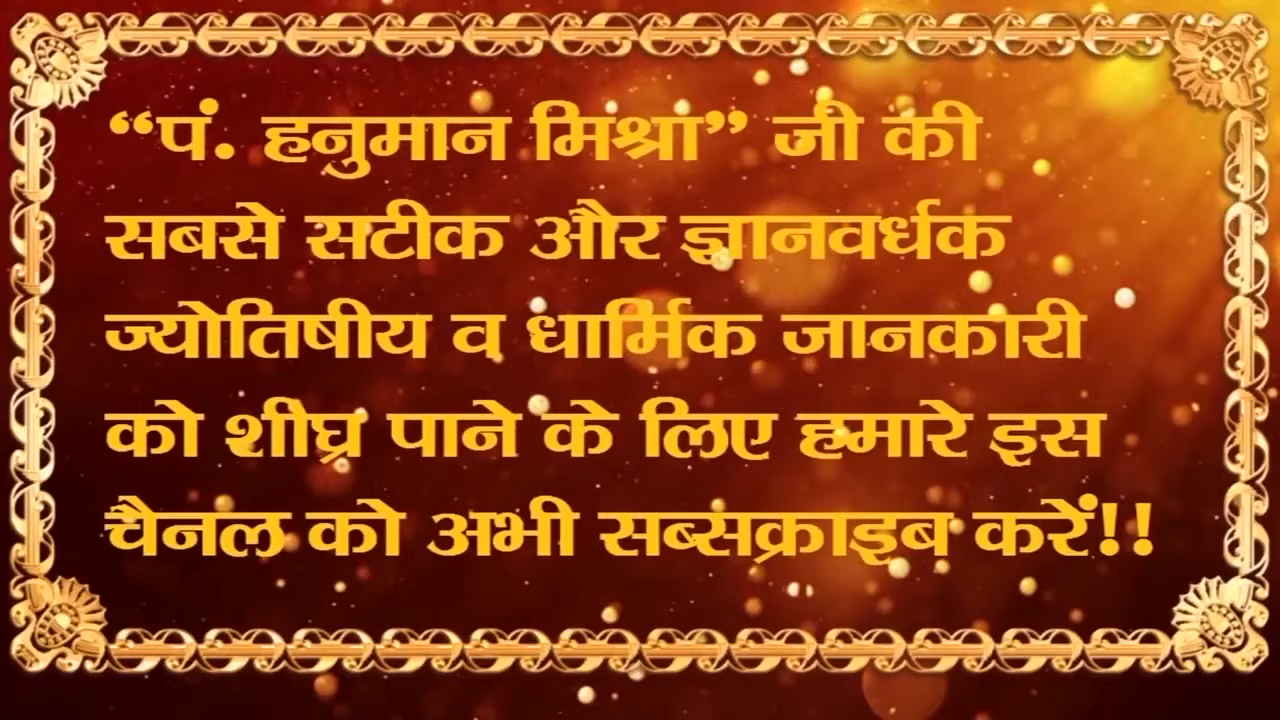 “पं. हनुमान मिश्रा” जी की
सबसे सटीक और ज्ञानवर्धक
ज्योतिषीय व धार्मिक जानकारी
को शीघ्र पाने के लिए हमारे इस
चैनल को अभी सब्सक्राइब करें!!